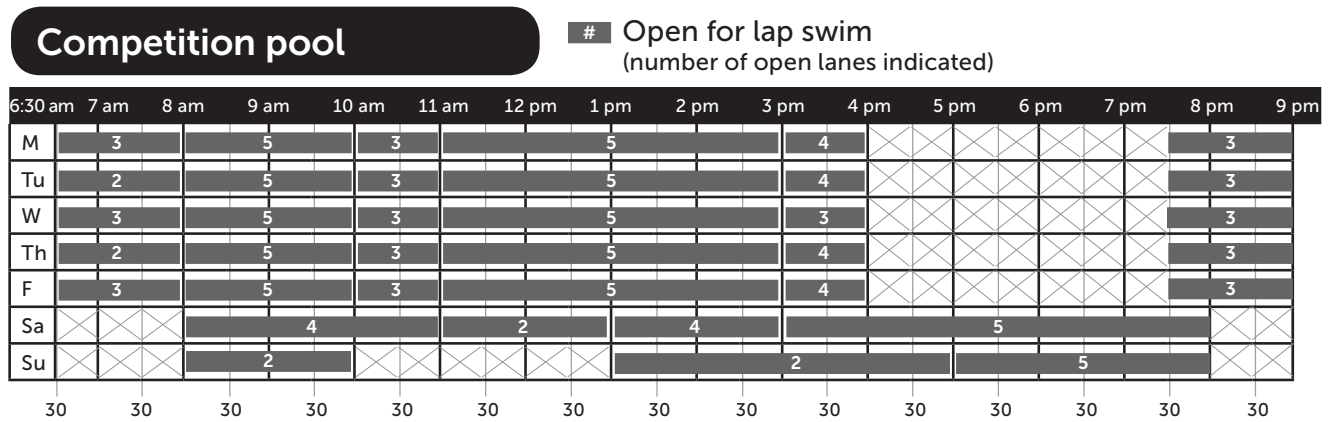 Competition pool
# Open for lap swim
(number of open lanes indicated)
6:30 am 7 am 8 am 9 am 10 am 11 am 12 pm 1 pm 2 pm 3 pm 4 pm 5 pm 6 pm 7 pm 8 pm 9 pm
M 3 5 3 5 4 3
Tu 2 5 3 5 4 3
W 3 5 3 5 3 3
Th 2 5 3 5 4 3
F 3 5 3 5 4 3
Sa 4 2 4 5
Su 2 2 5
30 30 30 30 30 30 30 30 30 30 30 30 30 30 30